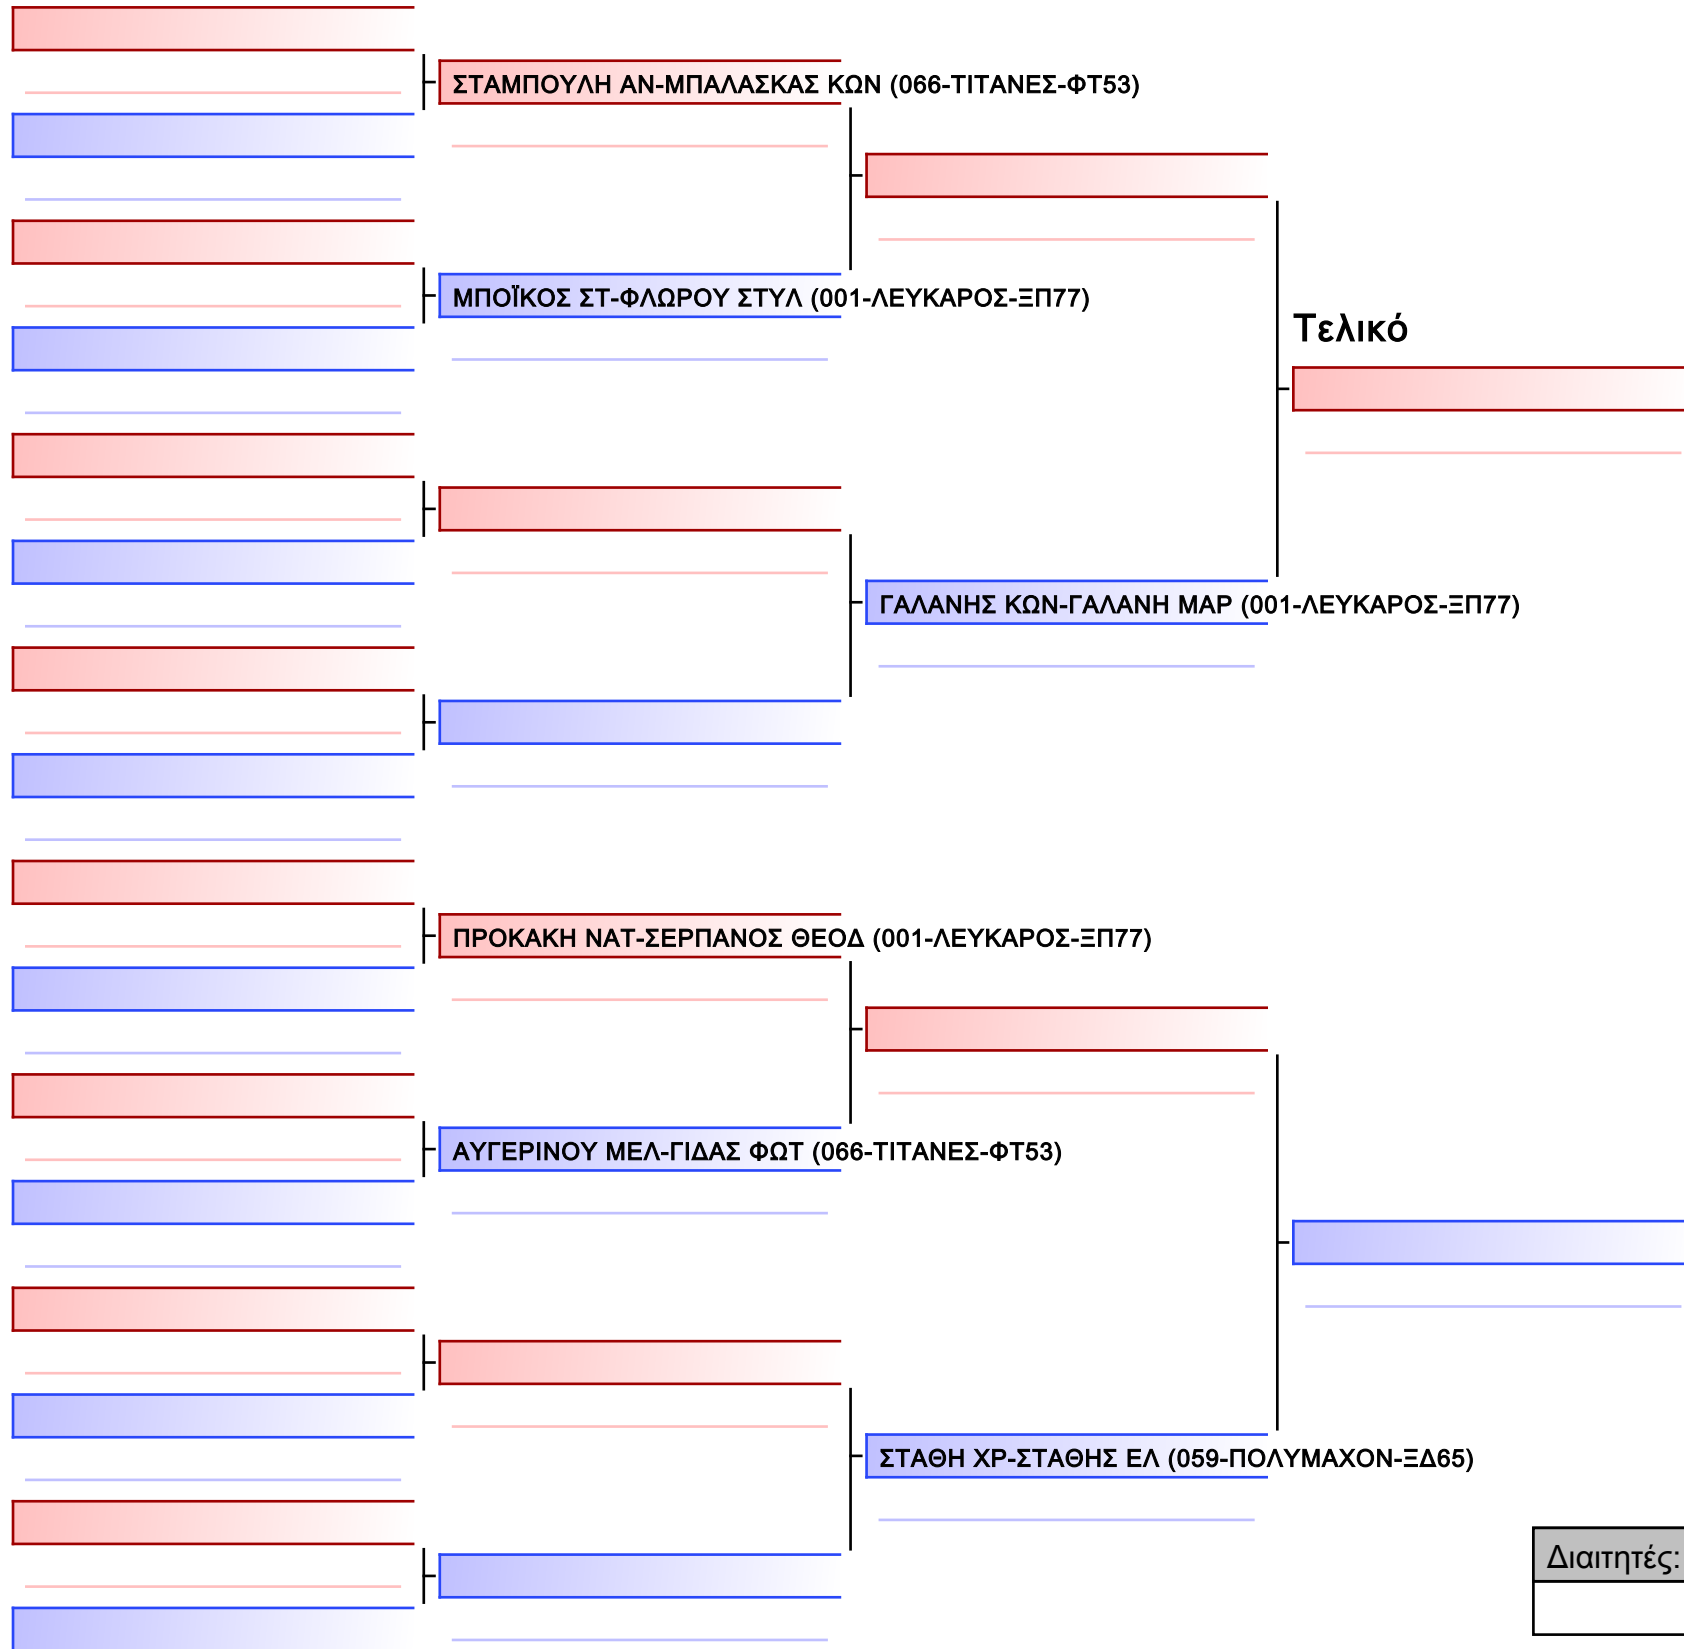 ΣΤΑΜΠΟΥΛΗ ΑΝ-ΜΠΑΛΑΣΚΑΣ ΚΩΝ (066-ΤΙΤΑΝΕΣ-ΦΤ53)
ΜΠΟΪΚΟΣ ΣΤ-ΦΛΩΡΟΥ ΣΤΥΛ (001-ΛΕΥΚΑΡΟΣ-ΞΠ77)
Τελικό
ΓΑΛΑΝΗΣ ΚΩΝ-ΓΑΛΑΝΗ ΜΑΡ (001-ΛΕΥΚΑΡΟΣ-ΞΠ77)
ΠΡΟΚΑΚΗ ΝΑΤ-ΣΕΡΠΑΝΟΣ ΘΕΟΔ (001-ΛΕΥΚΑΡΟΣ-ΞΠ77)
ΑΥΓΕΡΙΝΟΥ ΜΕΛ-ΓΙΔΑΣ ΦΩΤ (066-ΤΙΤΑΝΕΣ-ΦΤ53)
ΣΤΑΘΗ ΧΡ-ΣΤΑΘΗΣ ΕΛ (059-ΠΟΛΥΜΑΧΟΝ-ΞΔ65)
Διαιτητές: